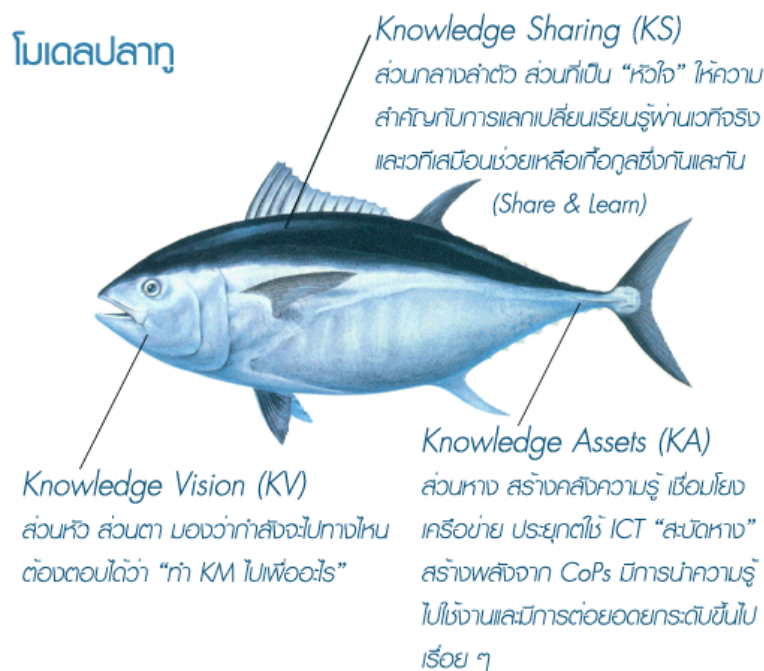 โมเดลปลาทู
Knowledge Sharing (KS)
ส่วนกลางลำตัว ส่วนที่เป็น “หัวใจ” ให้ความ
สำคัญกับการแลกเปลี่ยนเรียนรู้ผ่านเวทีจริง
และเวทีเสมือนช่วยเหลือเกื้อกูลซึ่งกันและกัน
(Share & Learn)
Knowledge Vision (KV)
ส่วนหัว ส่วนตา มองว่ากำลังจะไปทางไหน
ต้องตอบได้ว่า “ทำ KM ไปเพื่ออะไร”
Knowledge Assets (KA)
ส่วนหาง สร้างคลังความรู้ เชื่อมโยง
เครือข่าย ประยุกต์ใช้ ICT “สะบัดหาง”
สร้างพลังจาก CoPs มีการนำความรู้
ไปใช้งานและมีการต่อยอดยกระดับขึ้นไป
เรื่อย ๆ